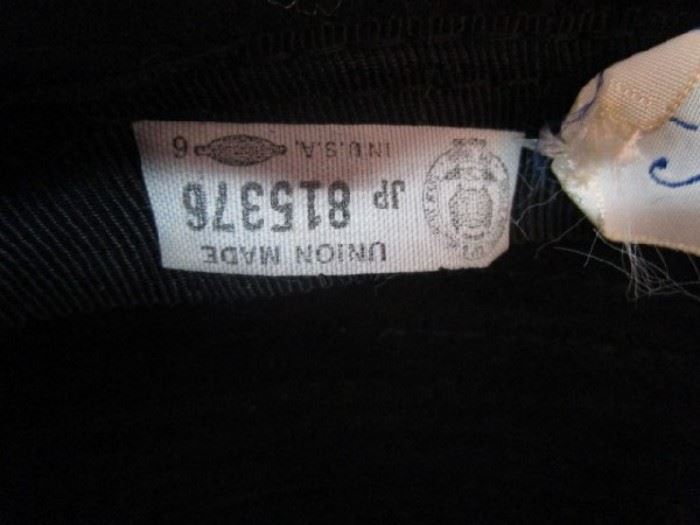 UNION MADE
JP 815376
IN U.S.A. 6